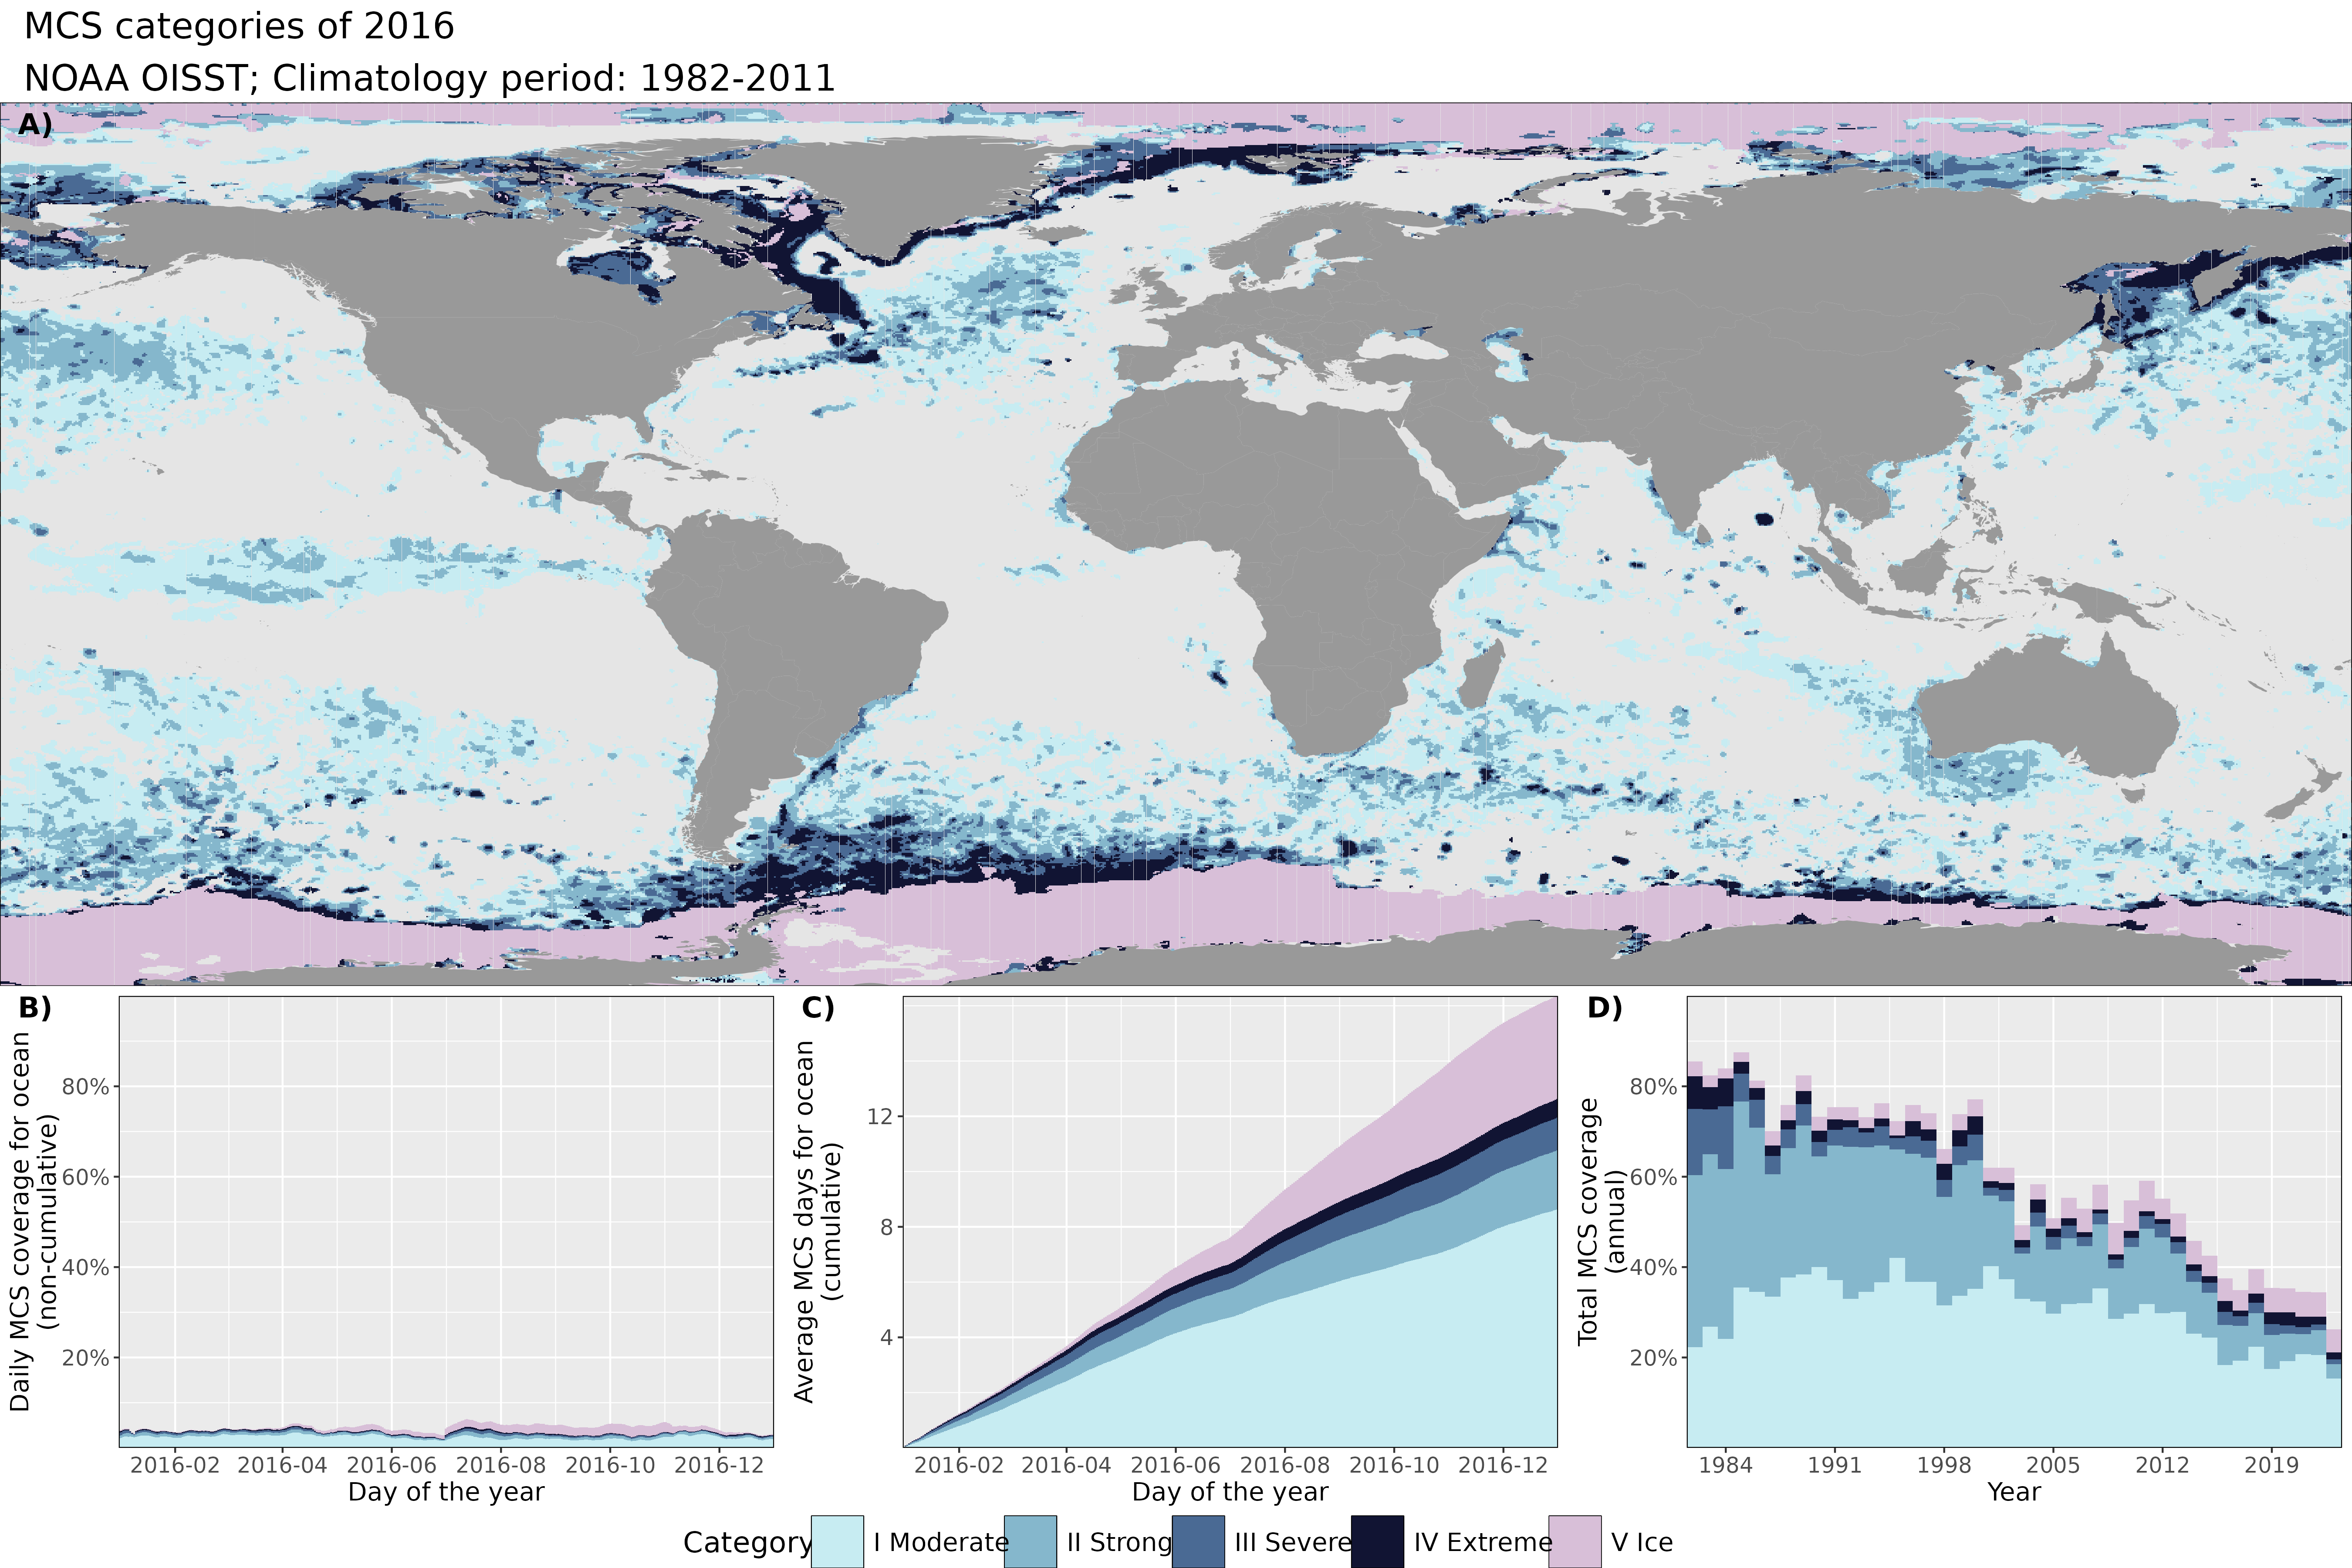 MCS categories of 2016
NOAA OISST; Climatology period: 1982-2011
A)
B)
Daily MCS coverage for ocean
(non-cumulative)
80%
60%
40%
20%
2016-02 2016-04 2016-06 2016-08 2016-10 2016-12
Day of the year
C)
Average MCS days for ocean
(cumulative)
12
8
4
2016-02 2016-04 2016-06 2016-08 2016-10 2016-12
Day of the year
D)
Total MCS coverage
(annual)
80%
60%
40%
20%
1984 1991 1998 2005 2012 2019
Year
Category I Moderate II Strong III Severe IV Extreme V Ice